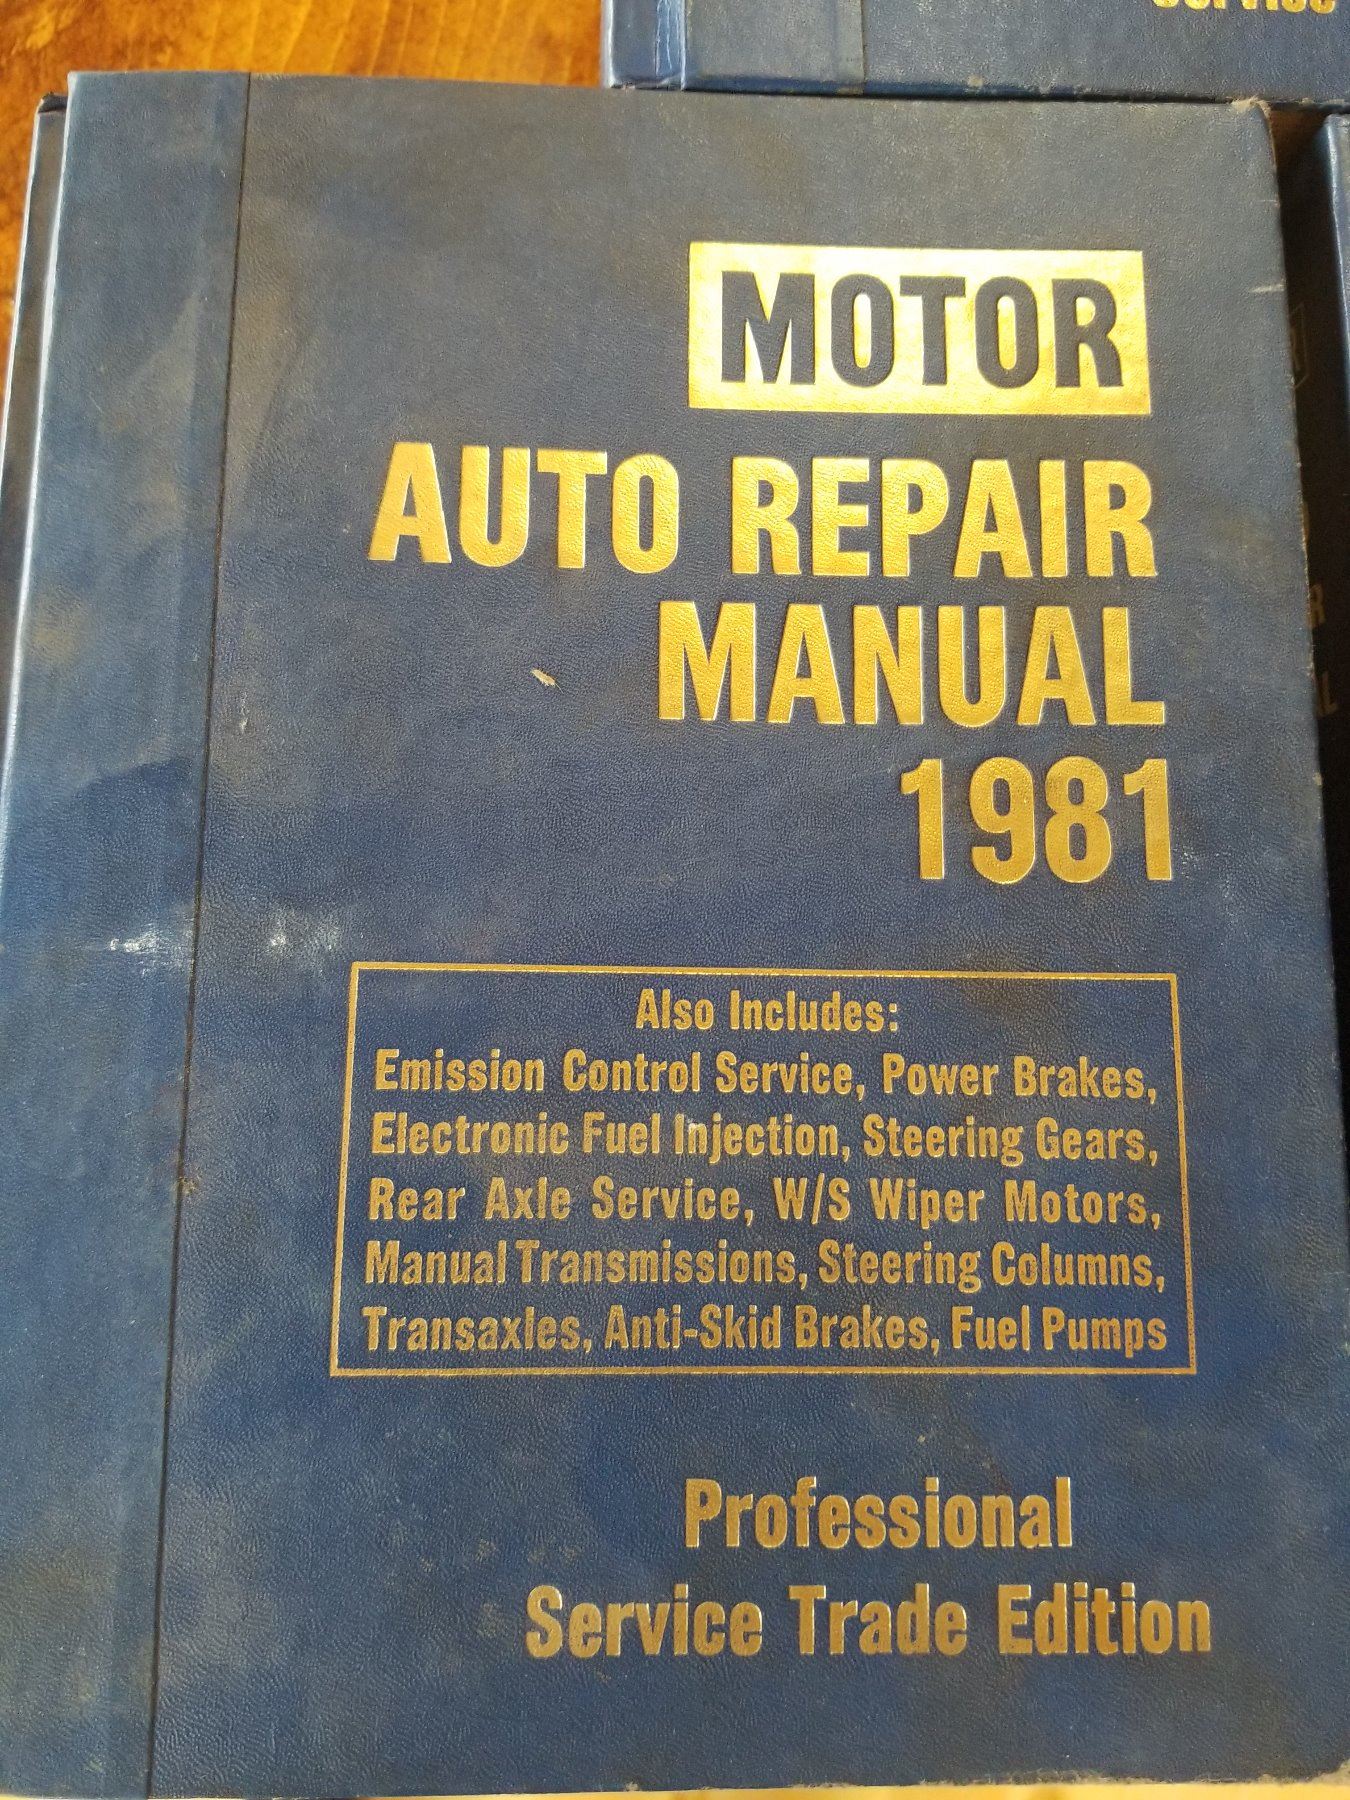 Service
MOTOR
AUTO REPAIR
MANUAL
1981
Also Includes:
Emission Control Service, Power Brakes,
Electronic Fuel Injection, Steering Gears,
Rear Axle Service, W/S Wiper Motors,
Manual Transmissions, Steering Columns,
Transaxles, Anti-Skid Brakes, Fuel Pumps
Professional
Service Trade Edition